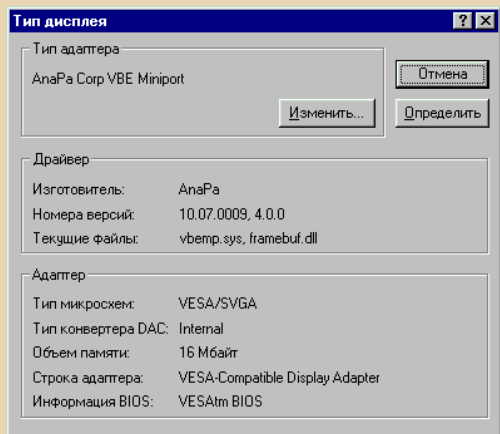 Тип дисплея
Тип адаптера
AnaPa Corp VBE Miniport
Отмена
Изменить...
Определить
Драйвер
Изготовитель: AnaPa
Номера версий: 10.07.0009, 4.0.0
Текущие файлы: vbemp.sys, framebuf.dll
Адаптер
Тип микросхем: VESA/SVGA
Тип конвертера DAC: Internal
Объем памяти: 16 Мбайт
Строка адаптера: VESA-Compatible Display Adapter
Информация BIOS: VESAtm BIOS